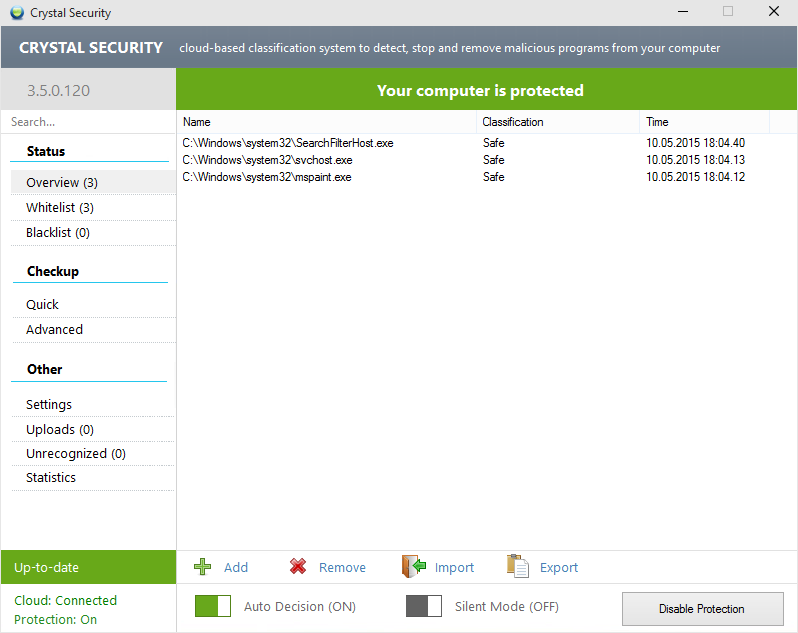 Crystal Security
CRYSTAL SECURITY cloud-based classification system to detect, stop and remove malicious programs from your computer
3.5.0.120
Your computer is protected
Search...
Name Classification Time
C:\Windows\system32\SearchFilterHost.exe Safe 10.05.2015 18:04.40
C:\Windows\system32\svchost.exe Safe 10.05.2015 18:04.13
C:\Windows\system32\mspaint.exe Safe 10.05.2015 18:04.12
Status
Overview (3)
Whitelist (3)
Blacklist (0)
Checkup
Quick
Advanced
Other
Settings
Uploads (0)
Unrecognized (0)
Statistics
Up-to-date
Add Remove Import Export
Cloud: Connected
Protection: On
Auto Decision (ON) Silent Mode (OFF) Disable Protection